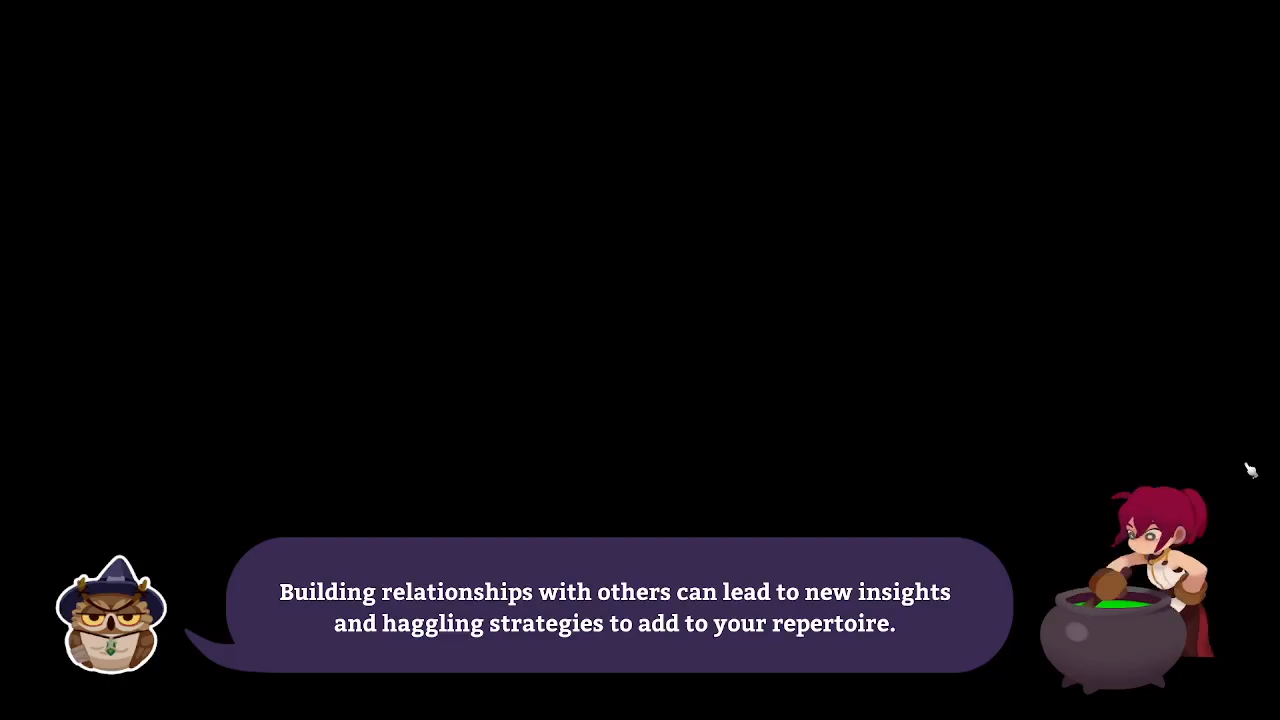 Building relationships with others can lead to new insights
and haggling strategies to add to your repertoire.